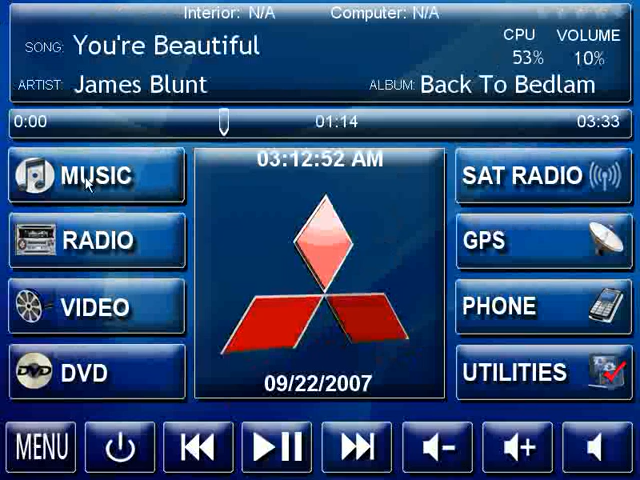 Interior: N/A Computer: N/A
SONG: You're Beautiful CPU VOLUME
53% 10%
ARTIST: James Blunt ALBUM: Back To Bedlam
0:00 01:14 03:33
03:12:52 AM
MUSIC SAT RADIO
RADIO GPS
VIDEO PHONE
DVD DVD UTILITIES
09/22/2007
MENU - +